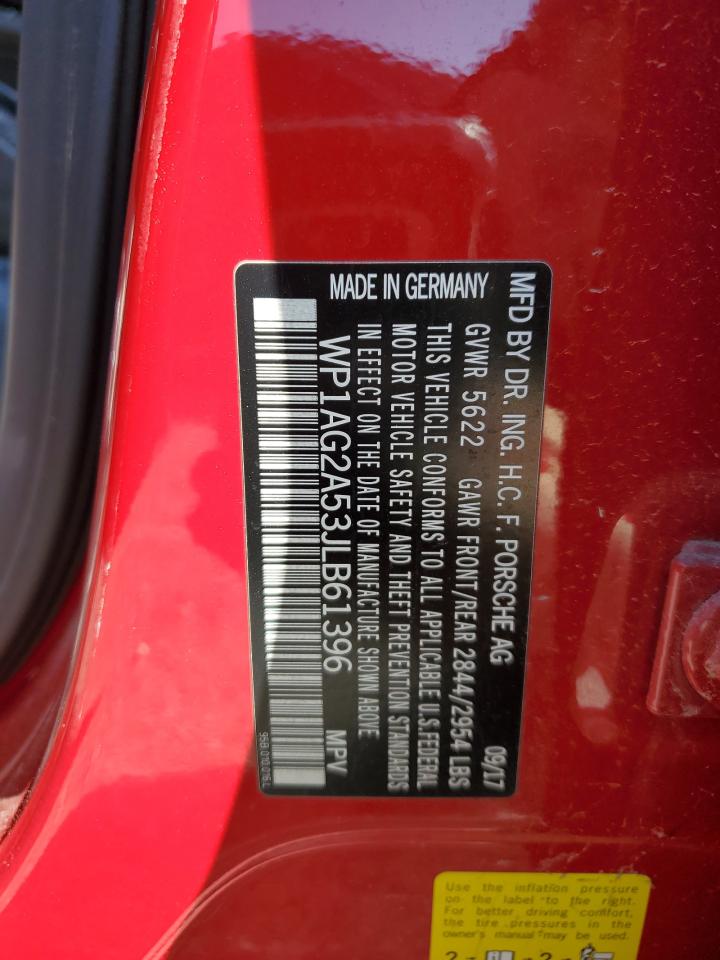 MFD BY DR. ING. H.C. F. PORSCHE AG 09/17
GVWR 5622 GAWR FRONT/REAR 2844/2954 LBS
THIS VEHICLE CONFORMS TO ALL APPLICABLE U.S.FEDERAL
MOTOR VEHICLE SAFETY AND THEFT PREVENTION STANDARDS
IN EFFECT ON THE DATE OF MANUFACTURE SHOWN ABOVE
WP1AG2A53JLB61396 MPV
MADE IN GERMANY
Use the inflation pressure
on the label to the right.
For better driving comfort,
the tire pressures in the
owner's manual may be used.